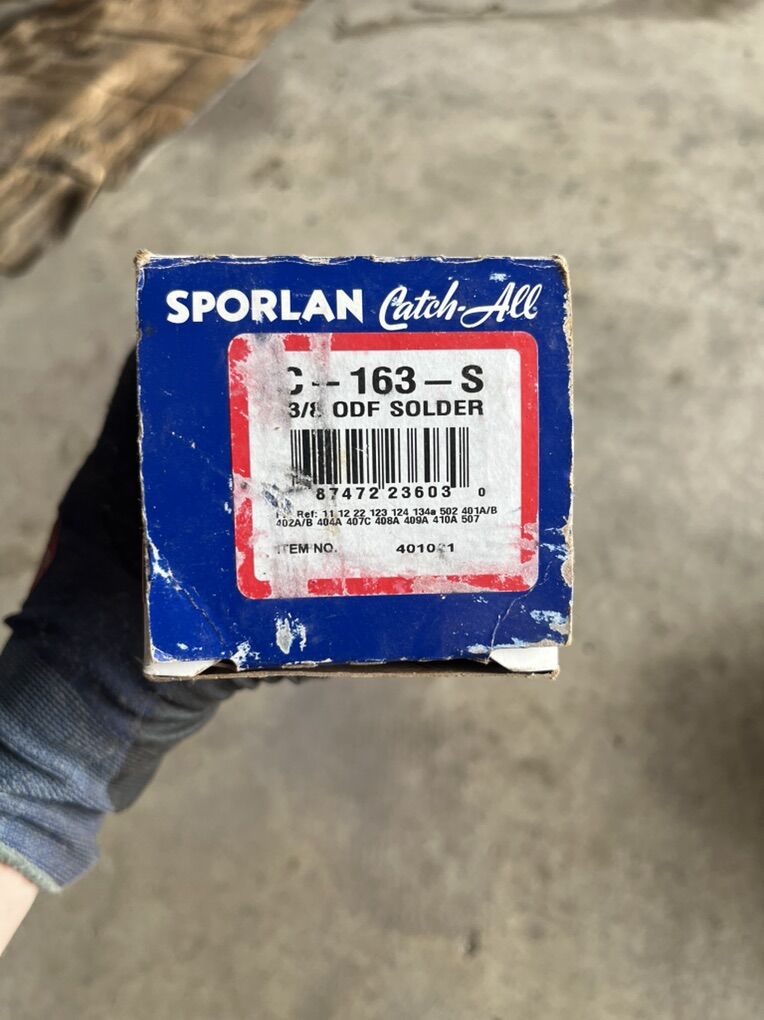 SPORLAN Catch-All
C-163-S
3/8 ODF SOLDER
87472 23603 0
Ref: 11 12 22 123 124 134a 502 401A/B
402A/B 404A 407C 408A 409A 410A 507
ITEM NO.